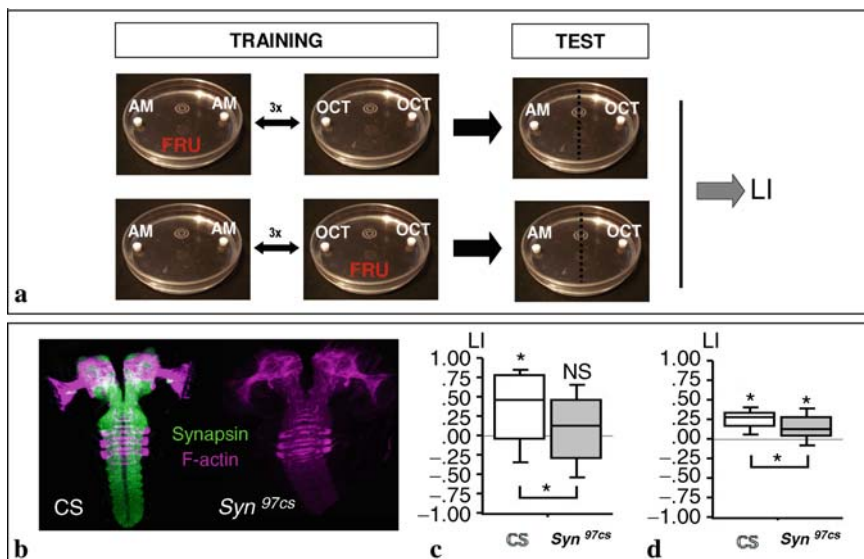 TRAINING
TEST
AM AM
FRU
3x
OCT OCT
AM OCT
AM AM
3x
OCT OCT
FRU
AM OCT
LI
a
Synapsin
F-actin
CS
Syn 97cs
b
LI
1.00
.75
.50
.25
.00
-.25
-.50
-.75
-1.00
*
NS
*
CS
Syn 97cs
c
LI
1.00
.75
.50
.25
.00
-.25
-.50
-.75
-1.00
*
*
*
CS
Syn 97cs
d